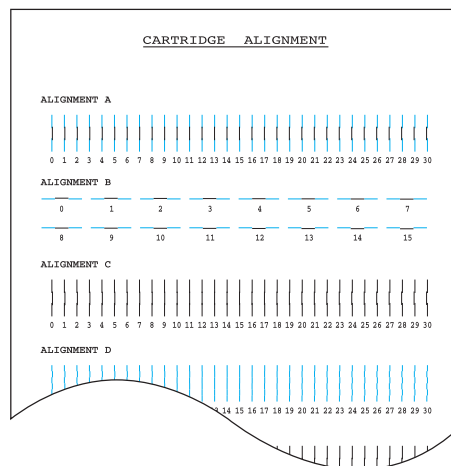 CARTRIDGE ALIGNMENT
ALIGNMENT A
0 1 2 3 4 5 6 7 8 9 10 11 12 13 14 15 16 17 18 19 20 21 22 23 24 25 26 27 28 29 30
ALIGNMENT B
0 1 2 3 4 5 6 7
8 9 10 11 12 13 14 15
ALIGNMENT C
0 1 2 3 4 5 6 7 8 9 10 11 12 13 14 15 16 17 18 19 20 21 22 23 24 25 26 27 28 29 30
ALIGNMENT D
14 15 16 17 18 19 20 21 22 23 24 25 26 27 28 29 30